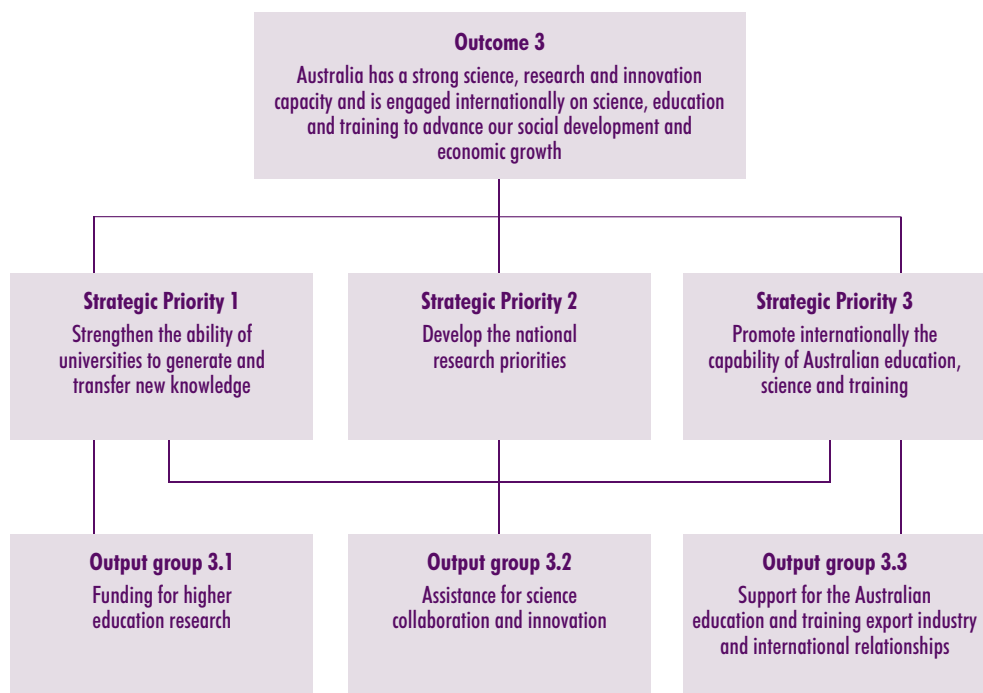 Outcome 3
Australia has a strong science, research and innovation
capacity and is engaged internationally on science, education
and training to advance our social development and
economic growth
Strategic Priority 1
Strengthen the ability of
universities to generate and
transfer new knowledge
Strategic Priority 2
Develop the national
research priorities
Strategic Priority 3
Promote internationally the
capability of Australian education,
science and training
Output group 3.1
Funding for higher
education research
Output group 3.2
Assistance for science
collaboration and innovation
Output group 3.3
Support for the Australian
education and training export industry
and international relationships